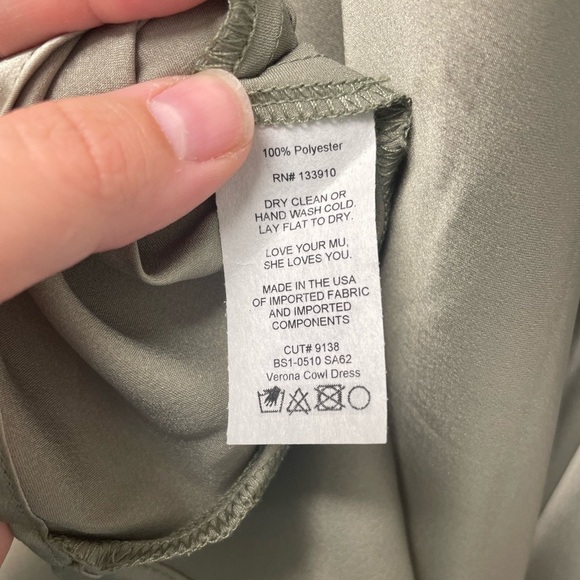 100% Polyester
RN# 133910
DRY CLEAN OR
HAND WASH COLD.
LAY FLAT TO DRY.
LOVE YOUR MU,
SHE LOVES YOU.
MADE IN THE USA
OF IMPORTED FABRIC
AND IMPORTED
COMPONENTS
CUT# 9138
BS1-0510 SA62
Verona Cowl Dress